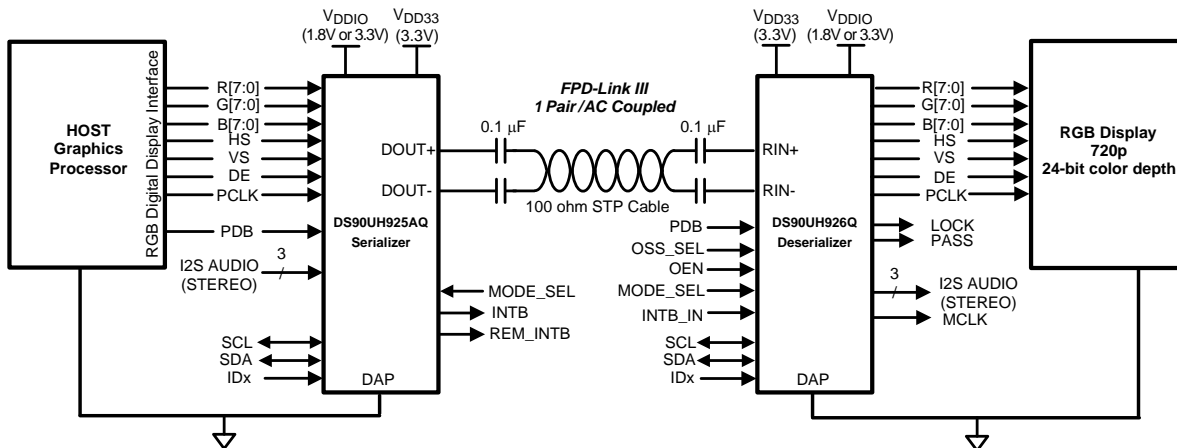 VDDIO
(1.8V or 3.3V)
VDD33
(3.3V)
VDD33
(3.3V)
VDDIO
(1.8V or 3.3V)
HOST
Graphics
Processor
RGB Digital Display Interface
R[7:0]
G[7:0]
B[7:0]
HS
VS
DE
PCLK
PDB
I2S AUDIO
(STEREO)
3
/
SCL
SDA
IDx
DOUT+
DOUT-
DS90UH925AQ
Serializer
DAP
MODE_SEL
INTB
REM_INTB
FPD-Link III
1 Pair/AC Coupled
0.1 μF
0.1 μF
100 ohm STP Cable
RIN+
RIN-
DS90UH926Q
Deserializer
DAP
PDB
OSS_SEL
OEN
MODE_SEL
INTB_IN
SCL
SDA
IDx
R[7:0]
G[7:0]
B[7:0]
HS
VS
DE
PCLK
LOCK
PASS
3
/
I2S AUDIO
(STEREO)
MCLK
RGB Display
720p
24-bit color depth